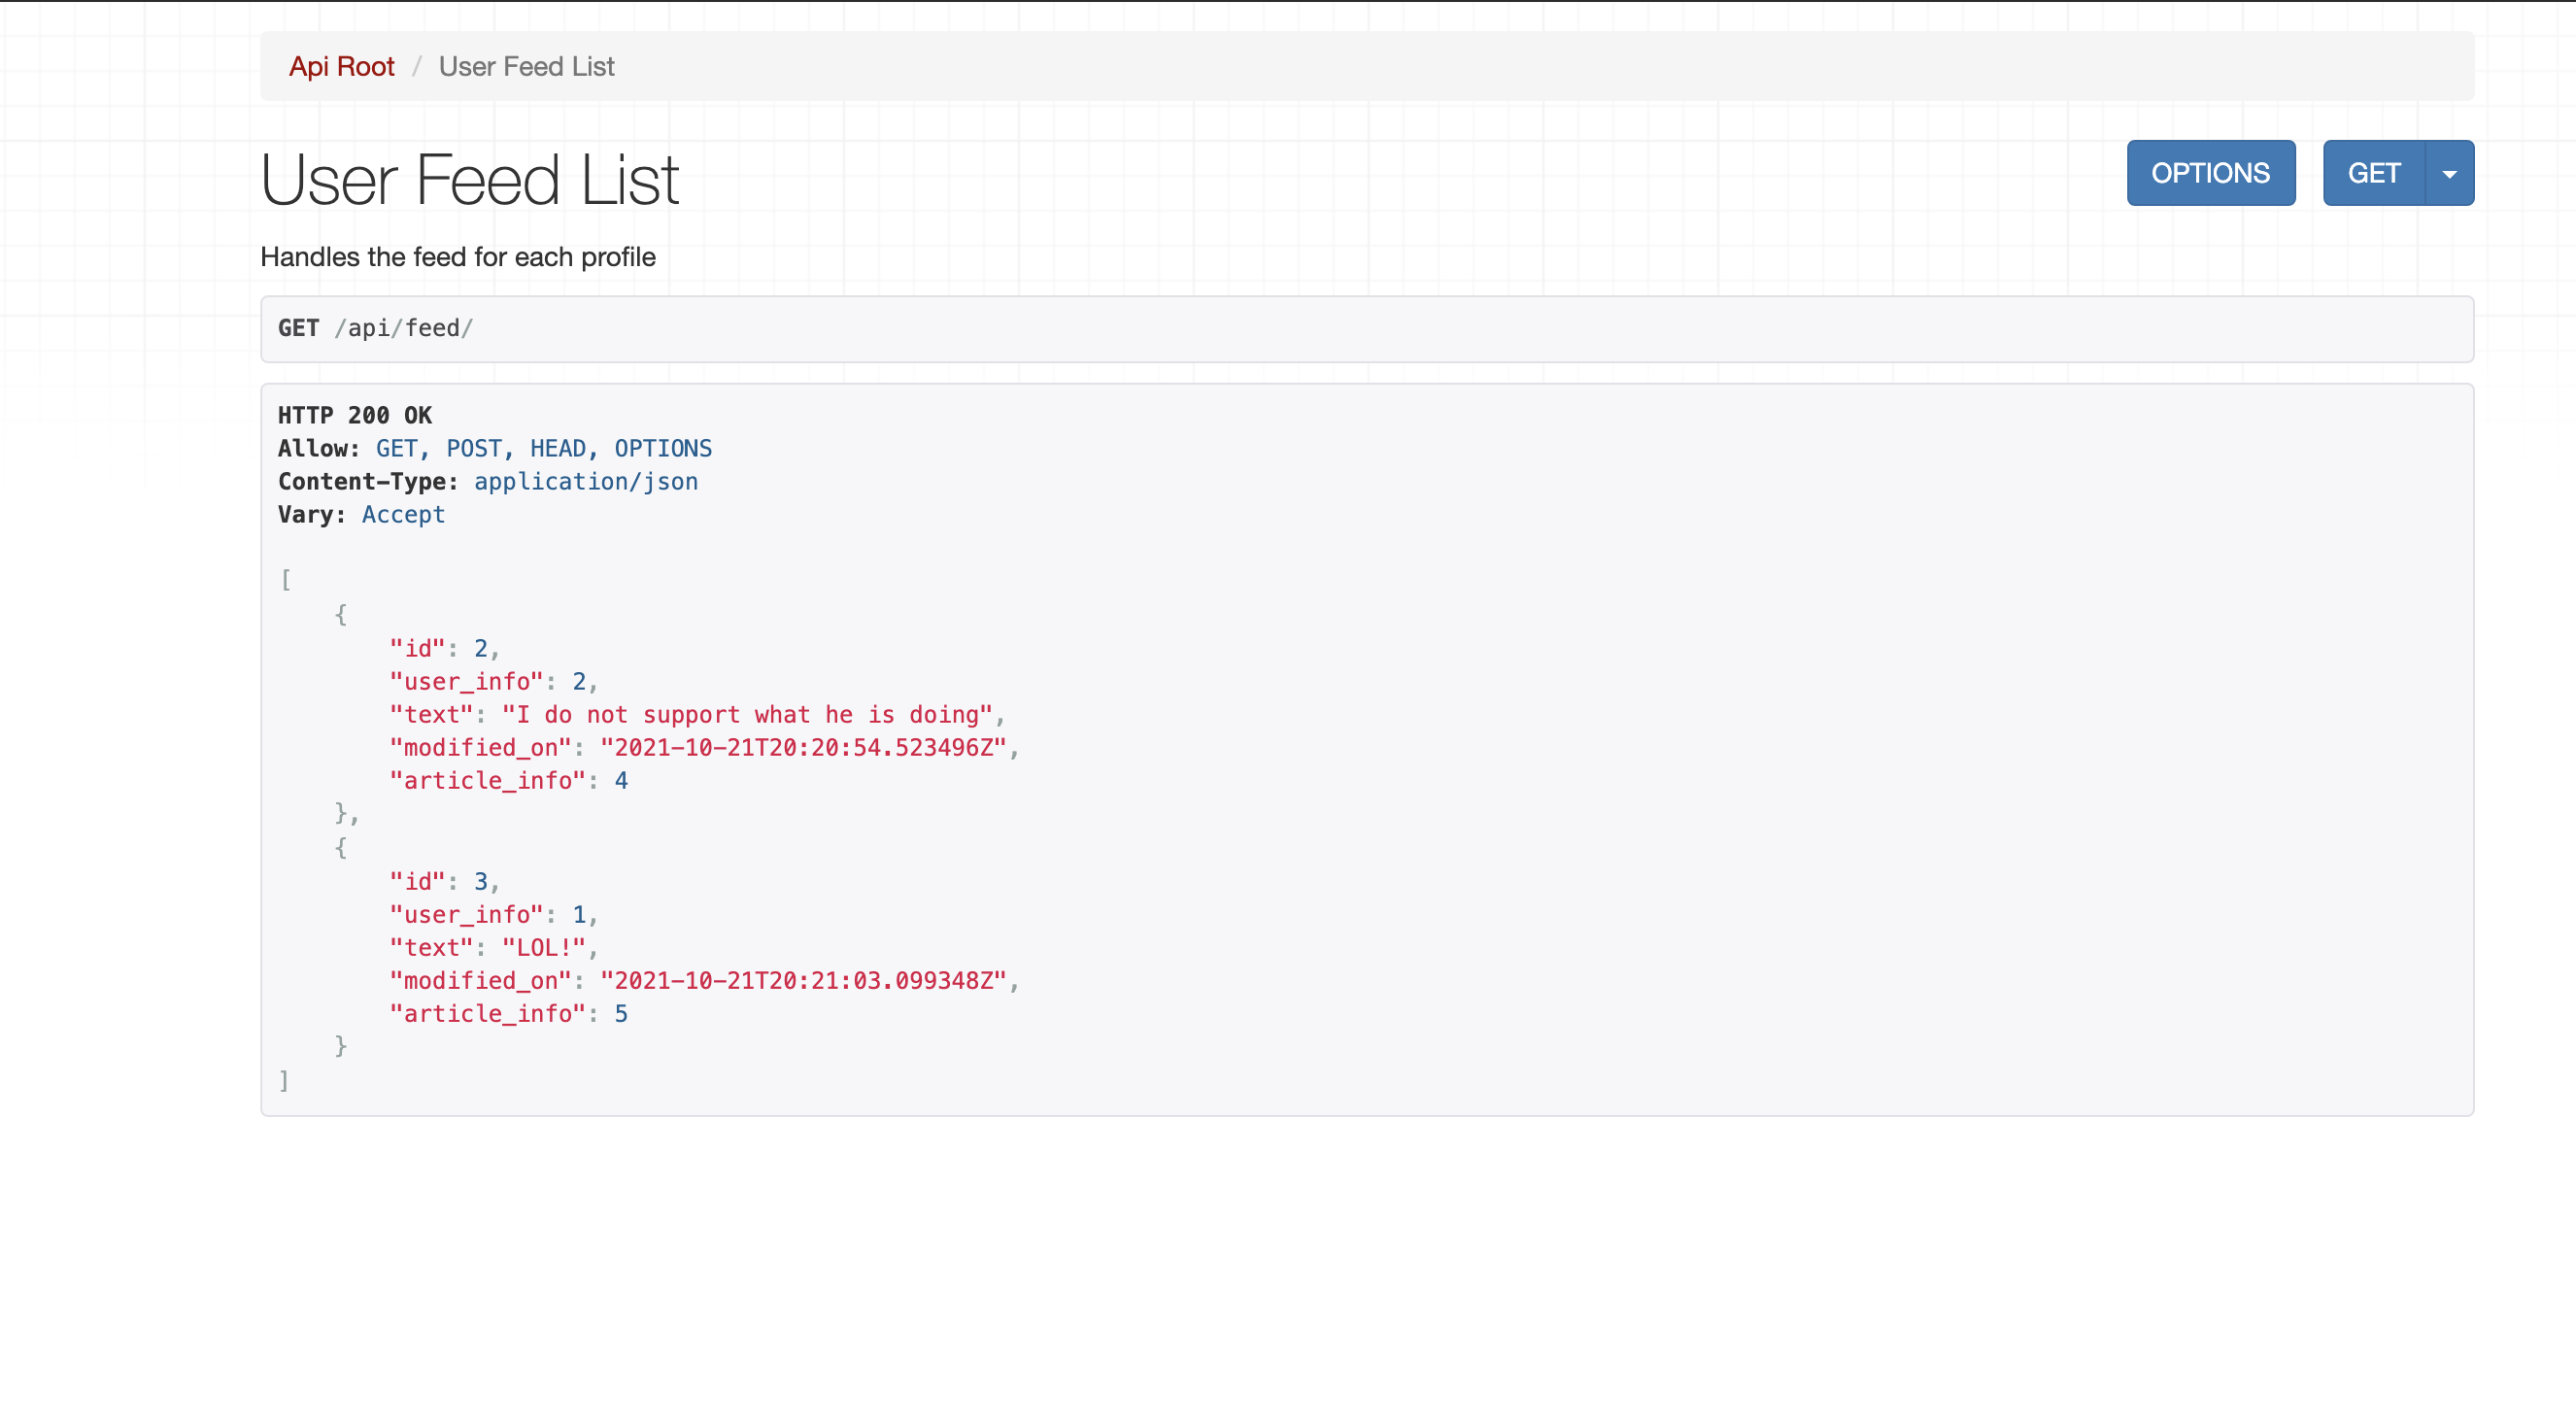 Api Root / User Feed List
User Feed List
OPTIONS
GET
Handles the feed for each profile
GET /api/feed/
HTTP 200 OK
Allow: GET, POST, HEAD, OPTIONS
Content-Type: application/json
Vary: Accept
[
    {
        "id": 2,
        "user_info": 2,
        "text": "I do not support what he is doing",
        "modified_on": "2021-10-21T20:20:54.523496Z",
        "article_info": 4
    },
    {
        "id": 3,
        "user_info": 1,
        "text": "LOL!",
        "modified_on": "2021-10-21T20:21:03.099348Z",
        "article_info": 5
    }
]